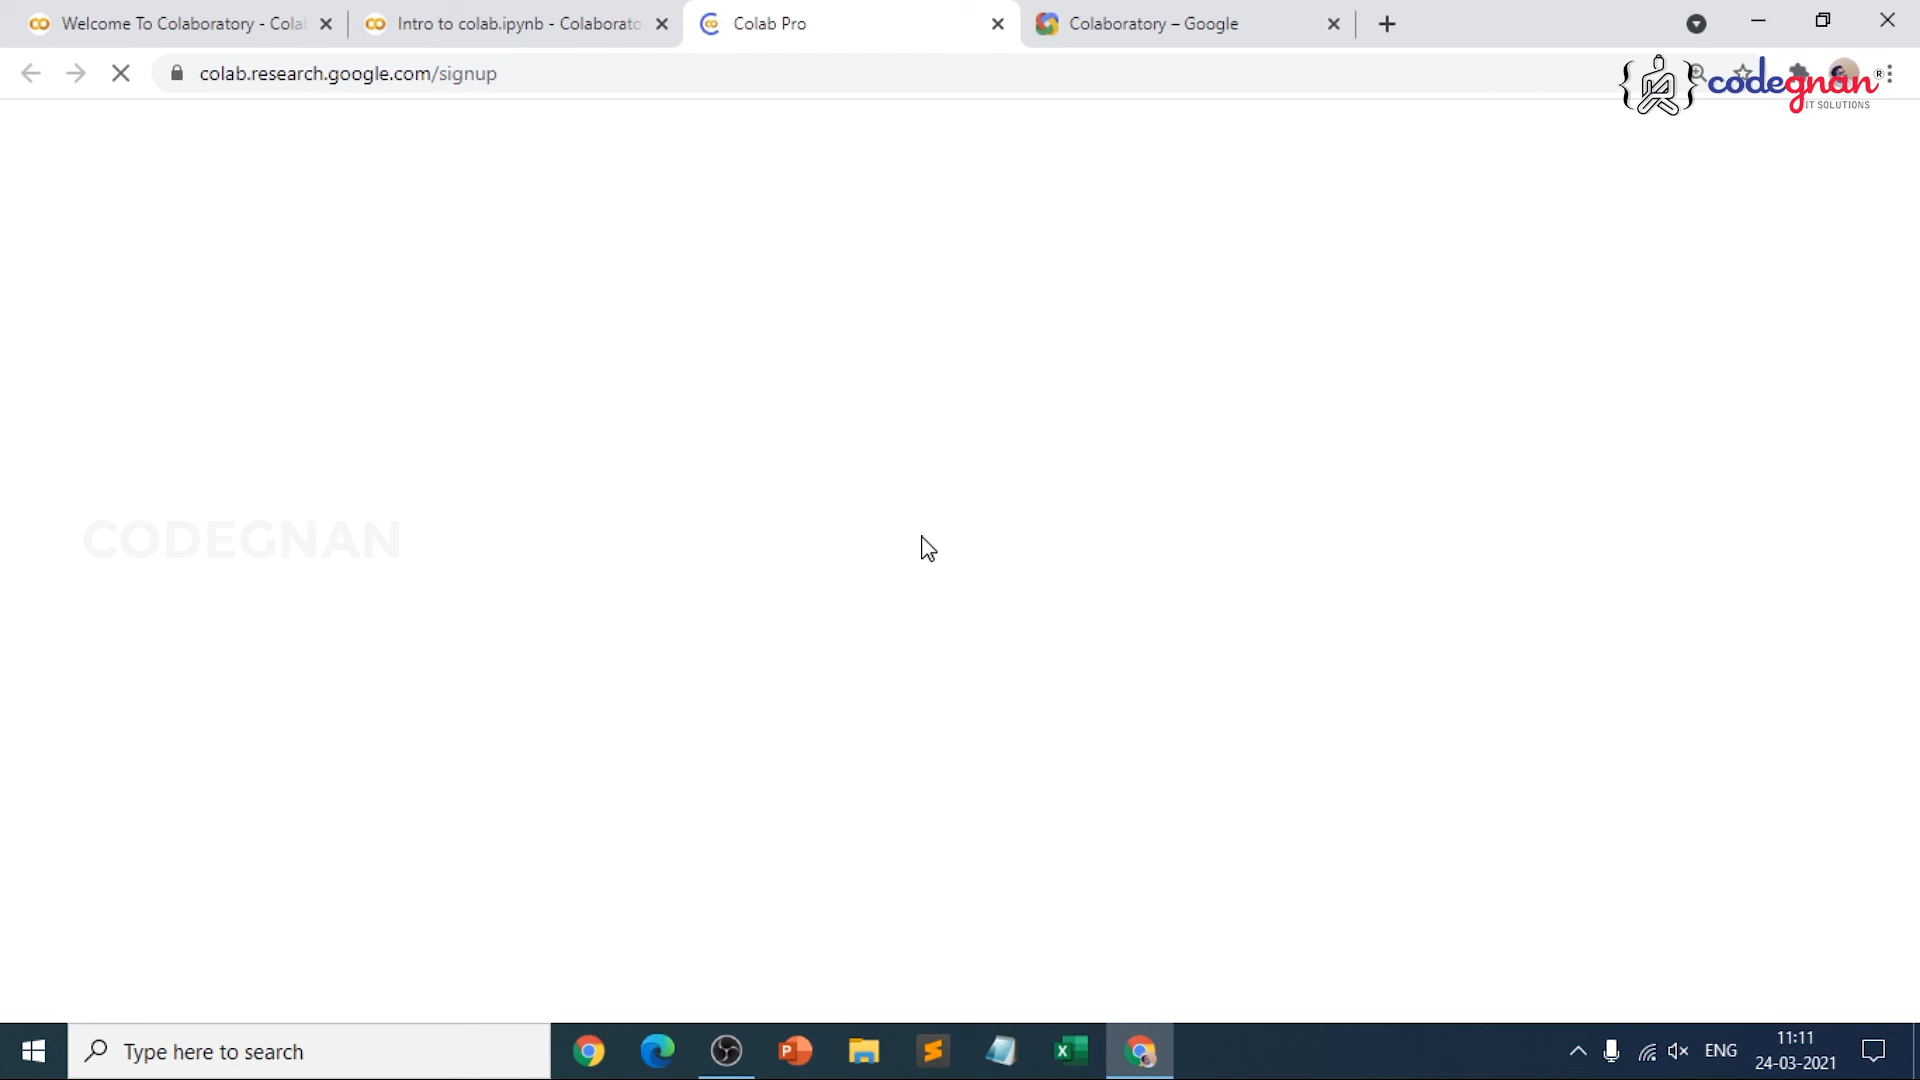 Welcome To Colaboratory - Cola
Intro to colab.ipynb - Colaborato
Colab Pro
Colaboratory – Google
colab.research.google.com/signup
codegnan®
IT SOLUTIONS
CODEGNAN
Type here to search
ENG
11:11
24-03-2021